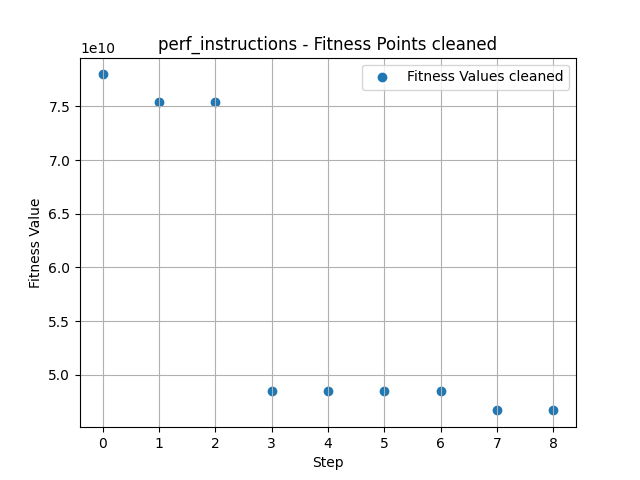 perf_instructions - Fitness Points cleaned
1e10
Fitness Values cleaned
7.5
7.0
6.5
6.0
5.5
5.0
Fitness Value
0 1 2 3 4 5 6 7 8
Step